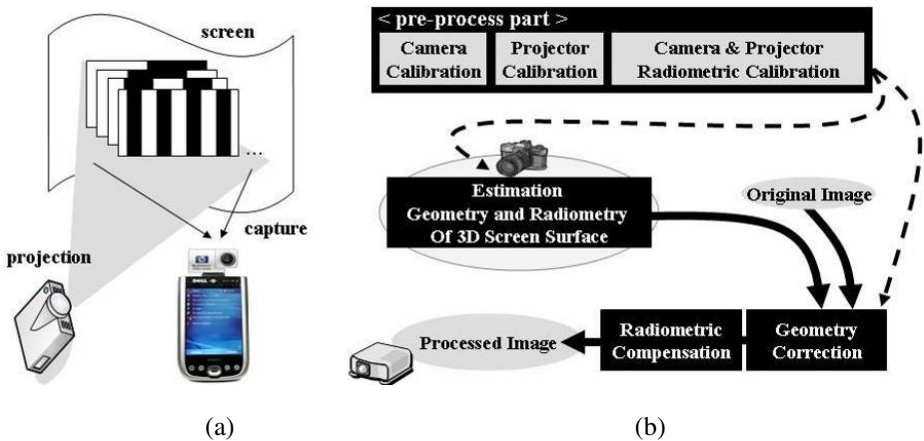 screen
...
capture
projection
DELL
(a)
< pre-process part >
Camera
Calibration
Projector
Calibration
Camera & Projector
Radiometric Calibration
Estimation
Geometry and Radiometry
Of 3D Screen Surface
Original Image
Processed Image
Radiometric
Compensation
Geometry
Correction
(b)